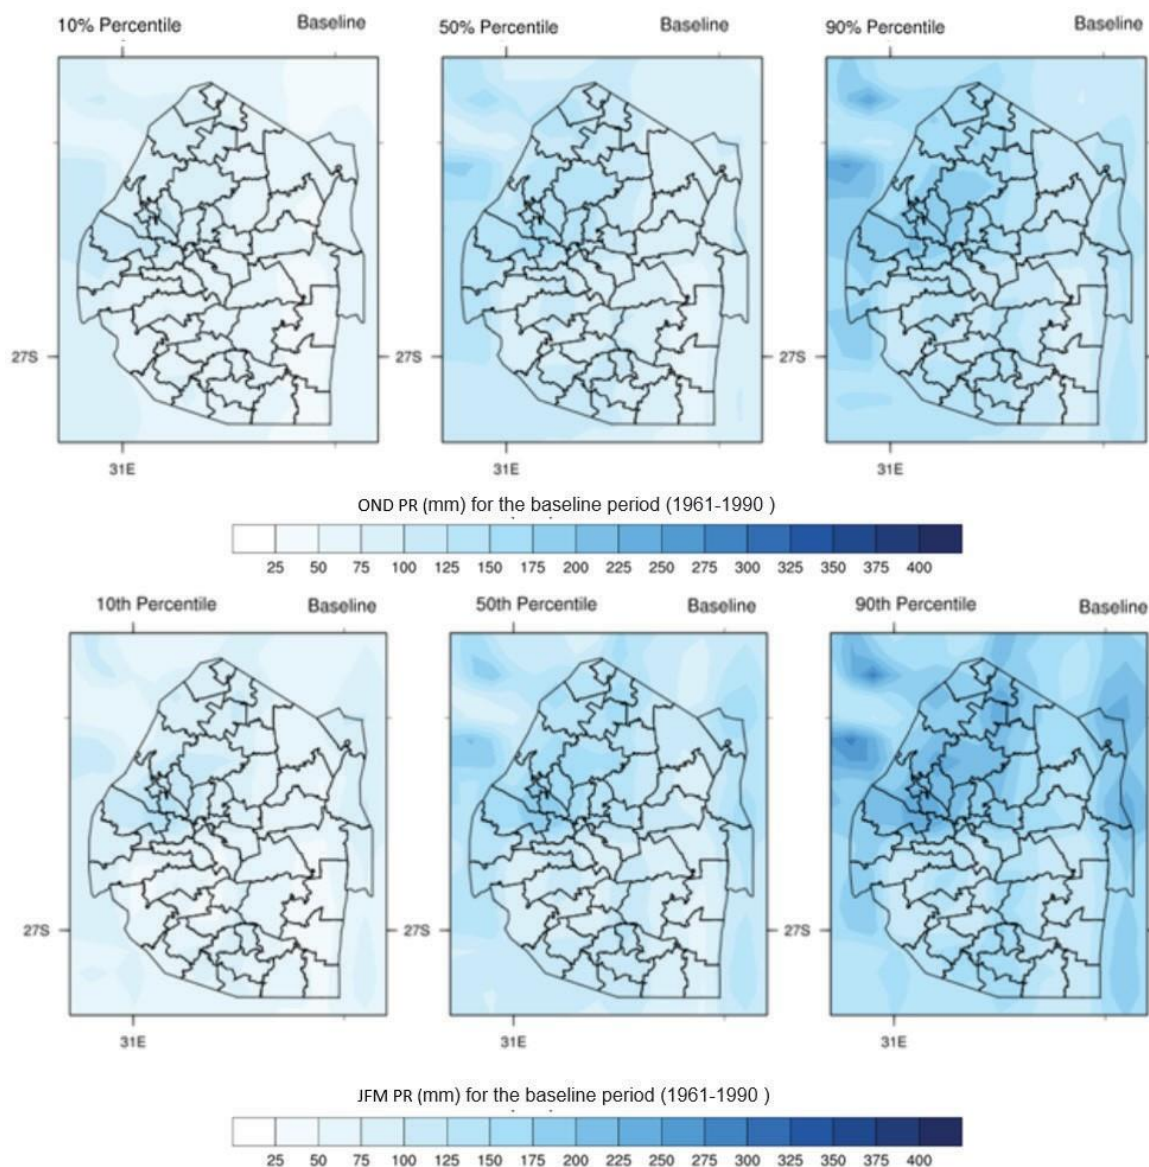 10% Percentile Baseline 50% Percentile Baseline 90% Percentile Baseline
27S 27S 27S
31E 31E 31E
OND PR (mm) for the baseline period (1961-1990 )
25 50 75 100 125 150 175 200 225 250 275 300 325 350 375 400
10th Percentile Baseline 50th Percentile Baseline 90th Percentile Baseline
27S 27S 27S
31E 31E 31E
JFM PR (mm) for the baseline period (1961-1990 )
25 50 75 100 125 150 175 200 225 250 275 300 325 350 375 400